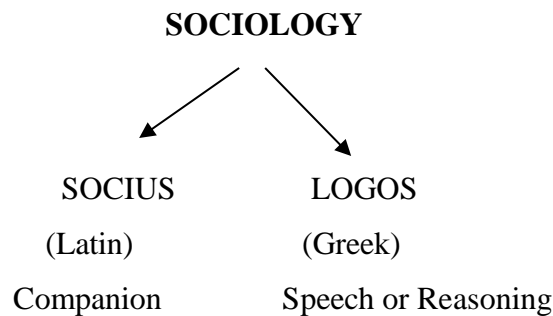 SOCIOLOGY
SOCIUS LOGOS
(Latin) (Greek)
Companion Speech or Reasoning